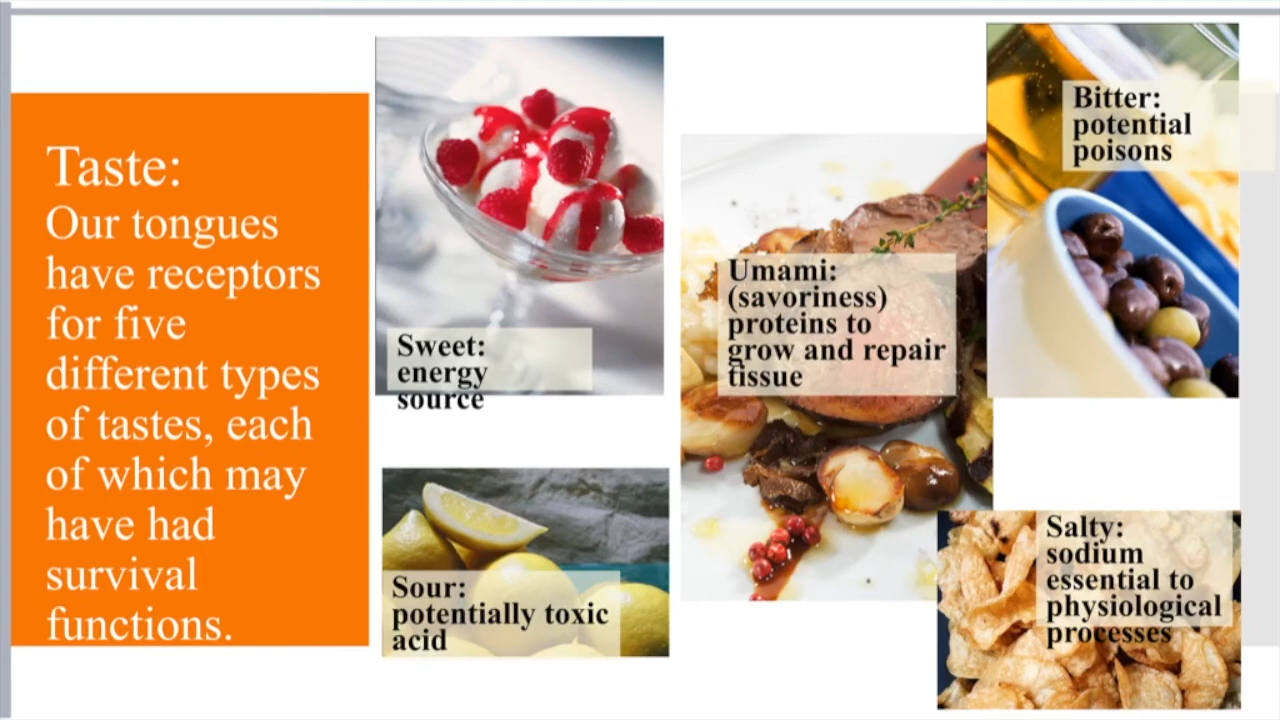 Taste:
Our tongues
have receptors
for five
different types
of tastes, each
of which may
have had
survival
functions.
Sweet:
energy
source
Sour:
potentially toxic
acid
Umami:
(savoriness)
proteins to
grow and repair
tissue
Bitter:
potential
poisons
Salty:
sodium
essential to
physiological
processes